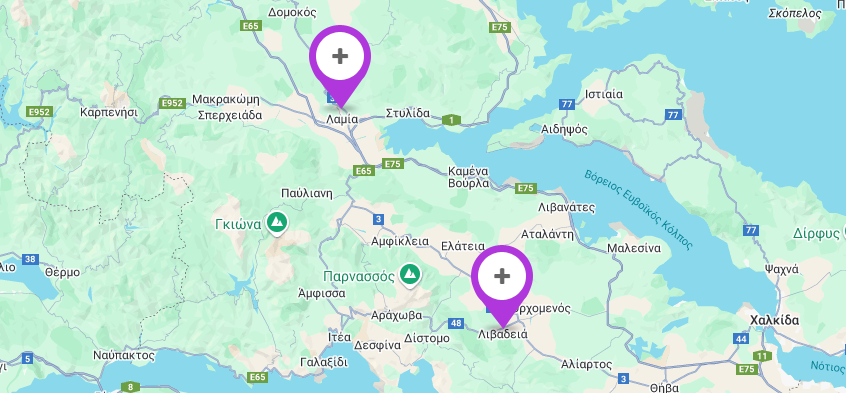 Δομοκός
Σκόπελος
E65
E75
E952
E952
Μακρακώμη
Καρπενήσι
Σπερχειάδα
Λαμία
Στυλίδα
1
77
Ιστιαία
77
Αιδηψός
E65
E75
Καμένα
Βούρλα
E75
Παύλιανη
Βόρειος Ευβοϊκός Κόλπος
Γκιώνα
3
Λιβανάτες
77
Αταλάντη
Δίρφυς
Αμφίκλεια
Ελάτεια
Μαλεσίνα
38
λιο
Θέρμο
Παρνασσός
Ψαχνά
Άμφισσα
ρχομενός
Αράχωβα
48
Λιβαδειά
Χαλκίδα
Ιτέα
Δεσφίνα
Δίστομο
44
5
Ναύπακτος
Γαλαξίδι
Αλίαρτος
11
E75
Νότιος
8
E65
3
Θήβα